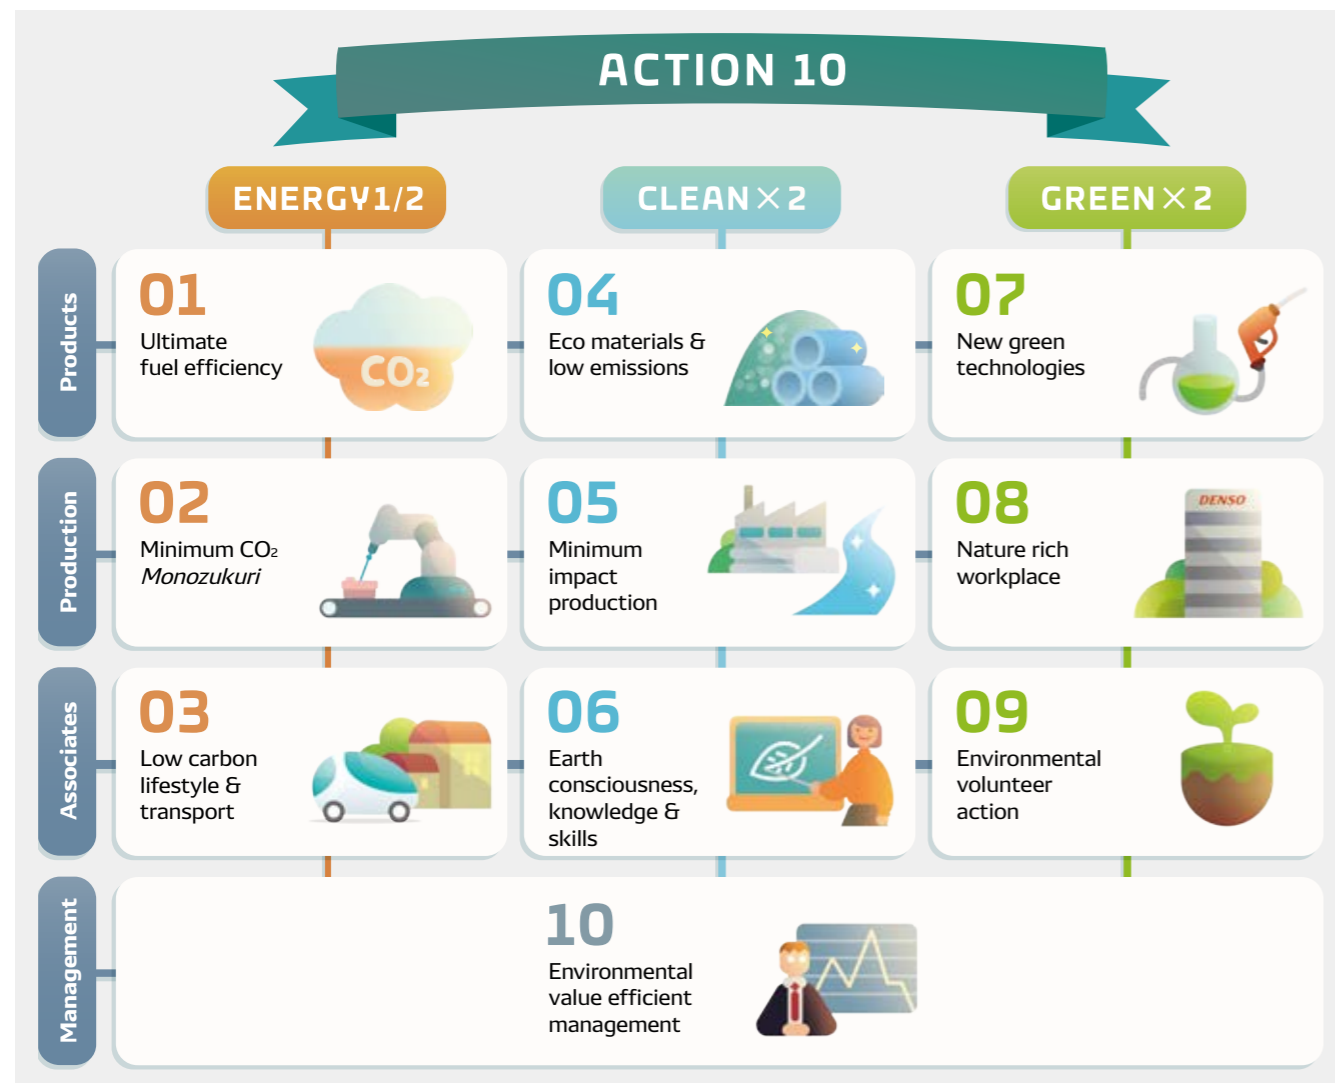 ACTION 10
ENERGY1/2
CLEAN×2
GREEN×2
Products
01
Ultimate
fuel efficiency
CO₂
04
Eco materials &
low emissions
07
New green
technologies
Production
02
Minimum CO₂
Monozukuri
05
Minimum
impact
production
08
Nature rich
workplace
DENSO
Associates
03
Low carbon
lifestyle &
transport
06
Earth
consciousness,
knowledge &
skills
09
Environmental
volunteer
action
Management
10
Environmental
value efficient
management